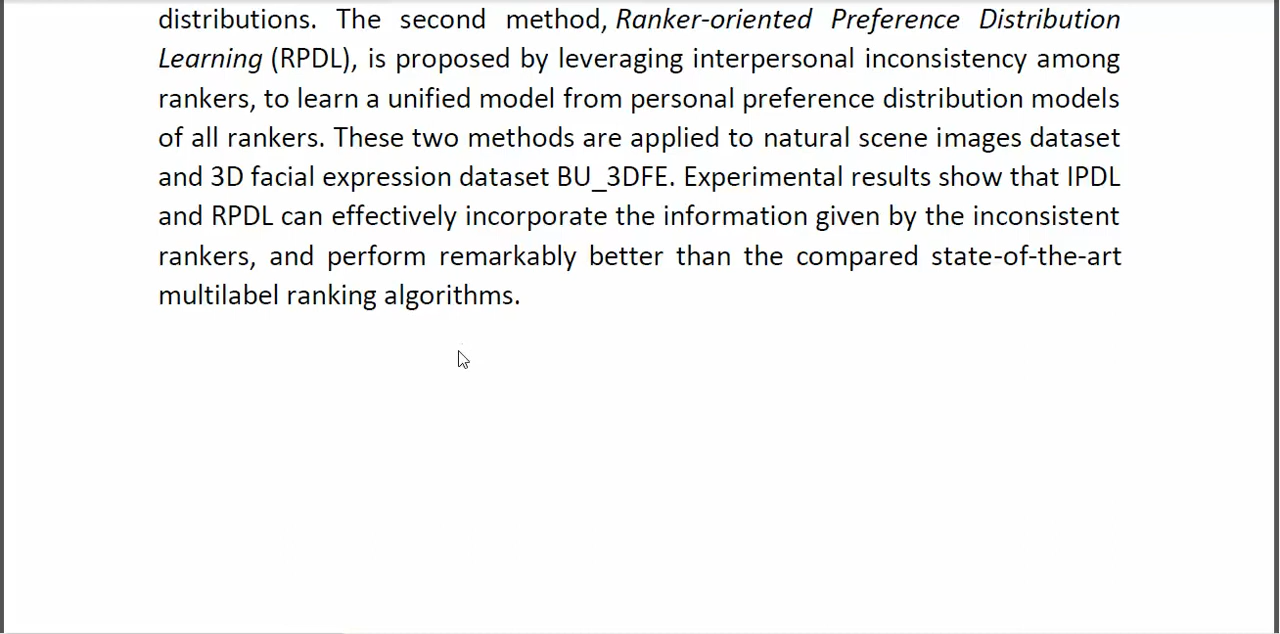 distributions. The second method, Ranker-oriented Preference Distribution
Learning (RPDL), is proposed by leveraging interpersonal inconsistency among
rankers, to learn a unified model from personal preference distribution models
of all rankers. These two methods are applied to natural scene images dataset
and 3D facial expression dataset BU_3DFE. Experimental results show that IPDL
and RPDL can effectively incorporate the information given by the inconsistent
rankers, and perform remarkably better than the compared state-of-the-art
multilabel ranking algorithms.